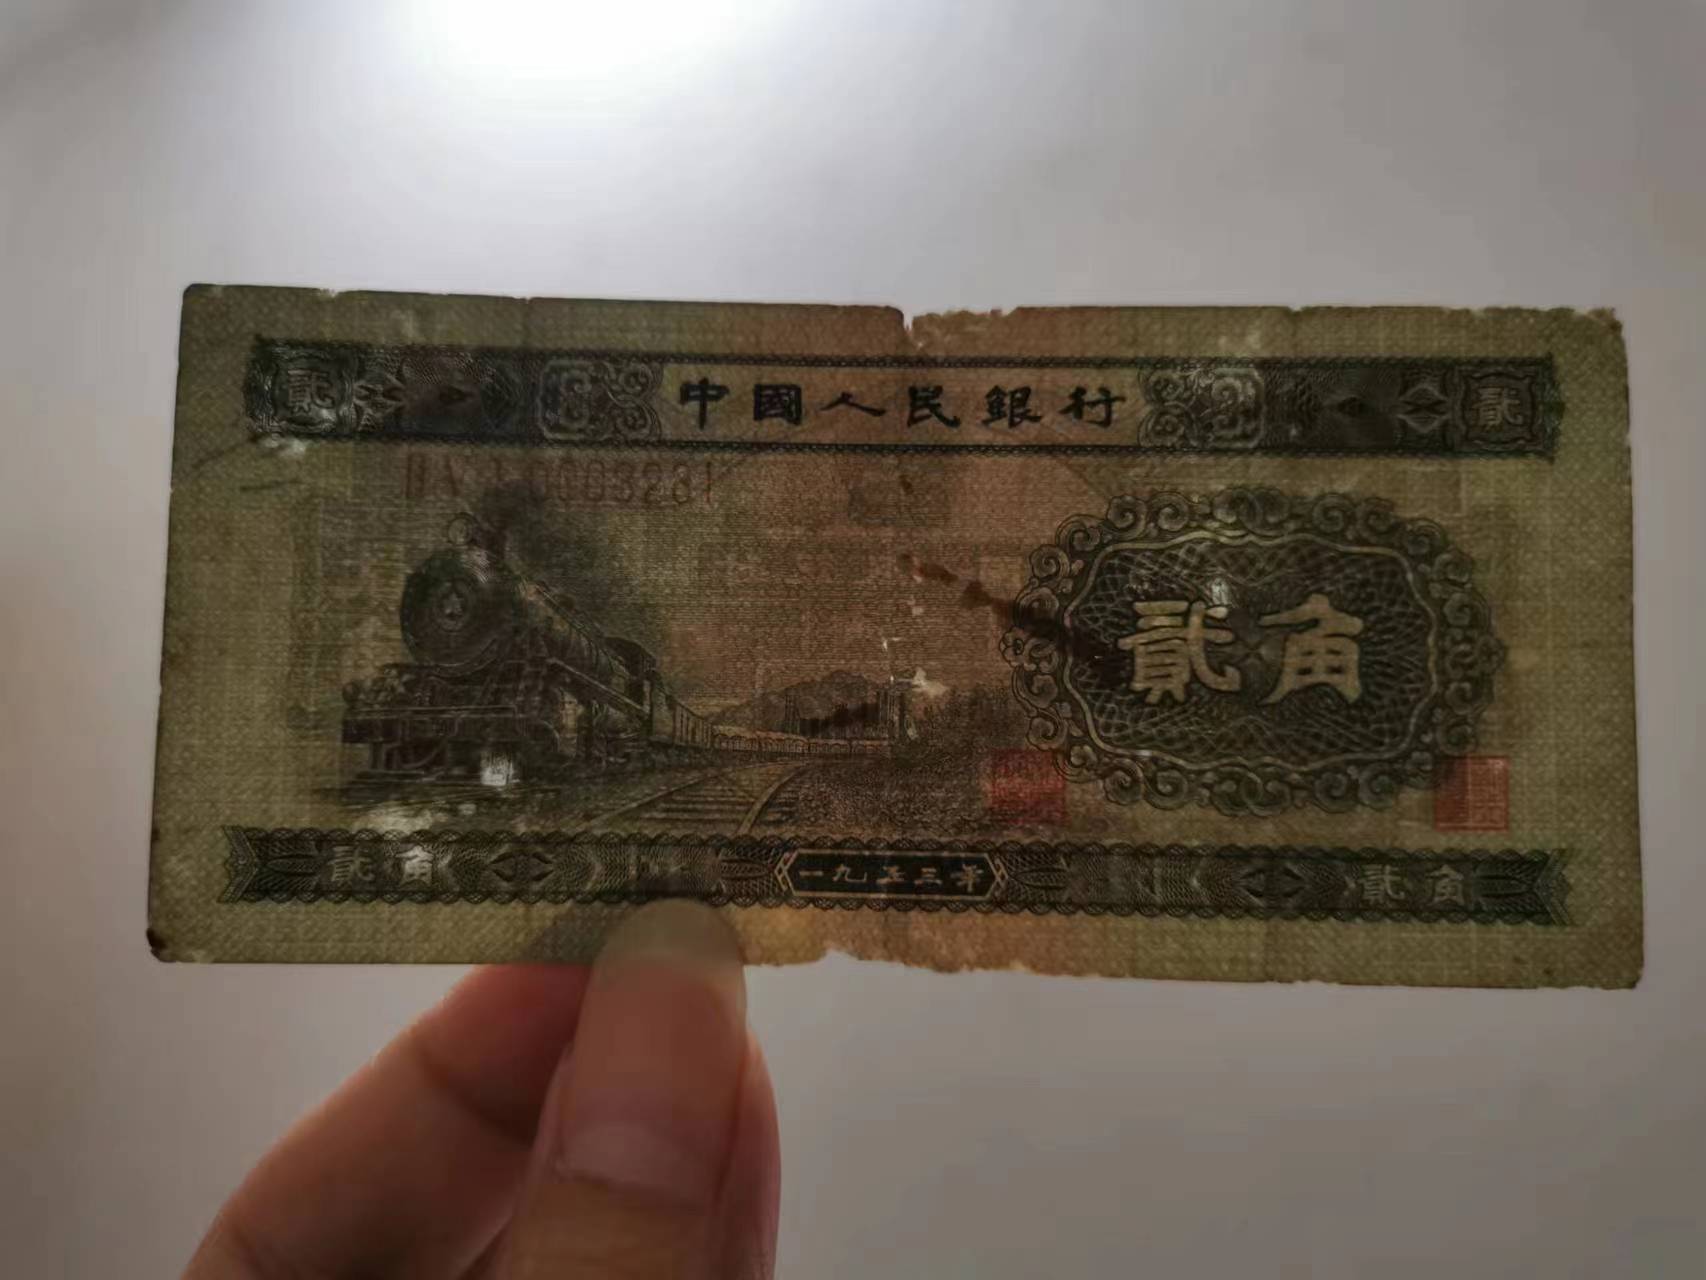 貳 中國人民銀行 貳
貳角
貳角 一九五三年 貳角